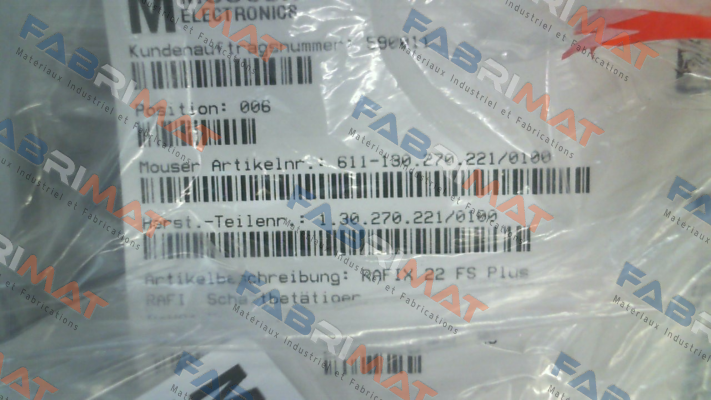 ELECTRONICS
Kundenauftragsnummer:
Position: 006
Mouser Artikelnr.: 611-130.270.221/0100
Herst.-Teilenr.: 1.30.270.221/0100
Artikelbeschreibung: RAFIX 22 FS Plus
RAFI
FABRIMAT
Matériaux Industriel et Fabrications